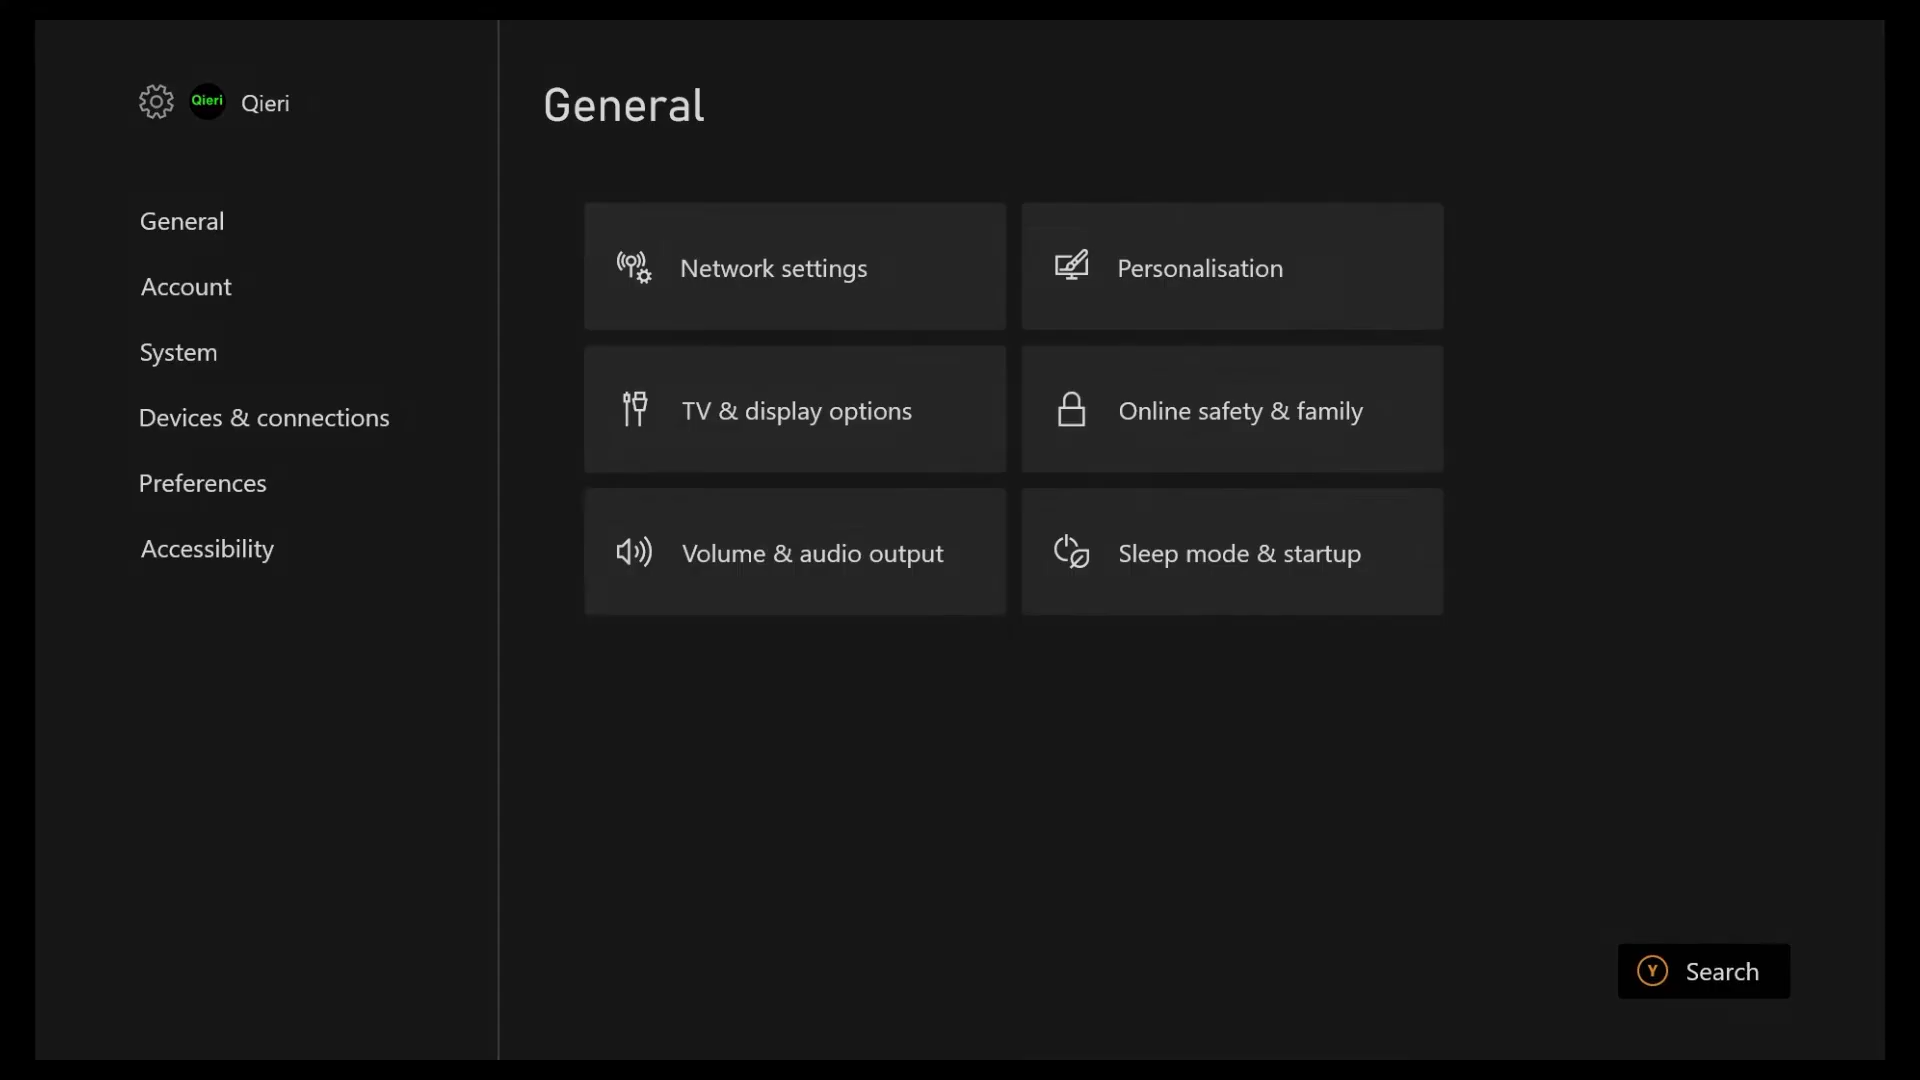 Qieri
Qieri
General
Account
System
Devices & connections
Preferences
Accessibility
General
Network settings
Personalisation
TV & display options
Online safety & family
Volume & audio output
Sleep mode & startup
Y Search